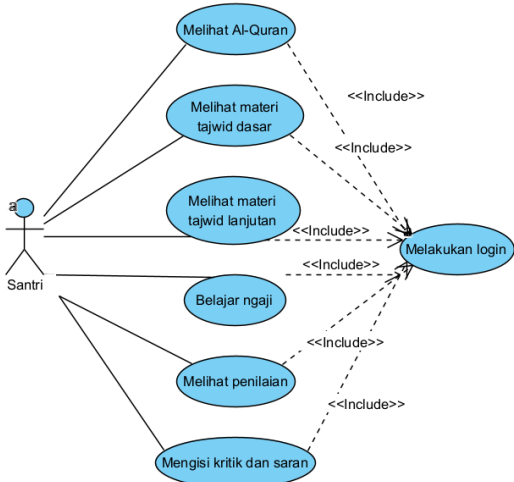 Melihat Al-Quran
<<Include>>
Melihat materi
tajwid dasar
<<Include>>
a
Melihat materi
tajwid lanjutan
<<Include>>
Melakukan login
Santri
<<Include>>
Belajar ngaji
<<Include>>
Melihat penilaian
<<Include>>
Mengisi kritik dan saran